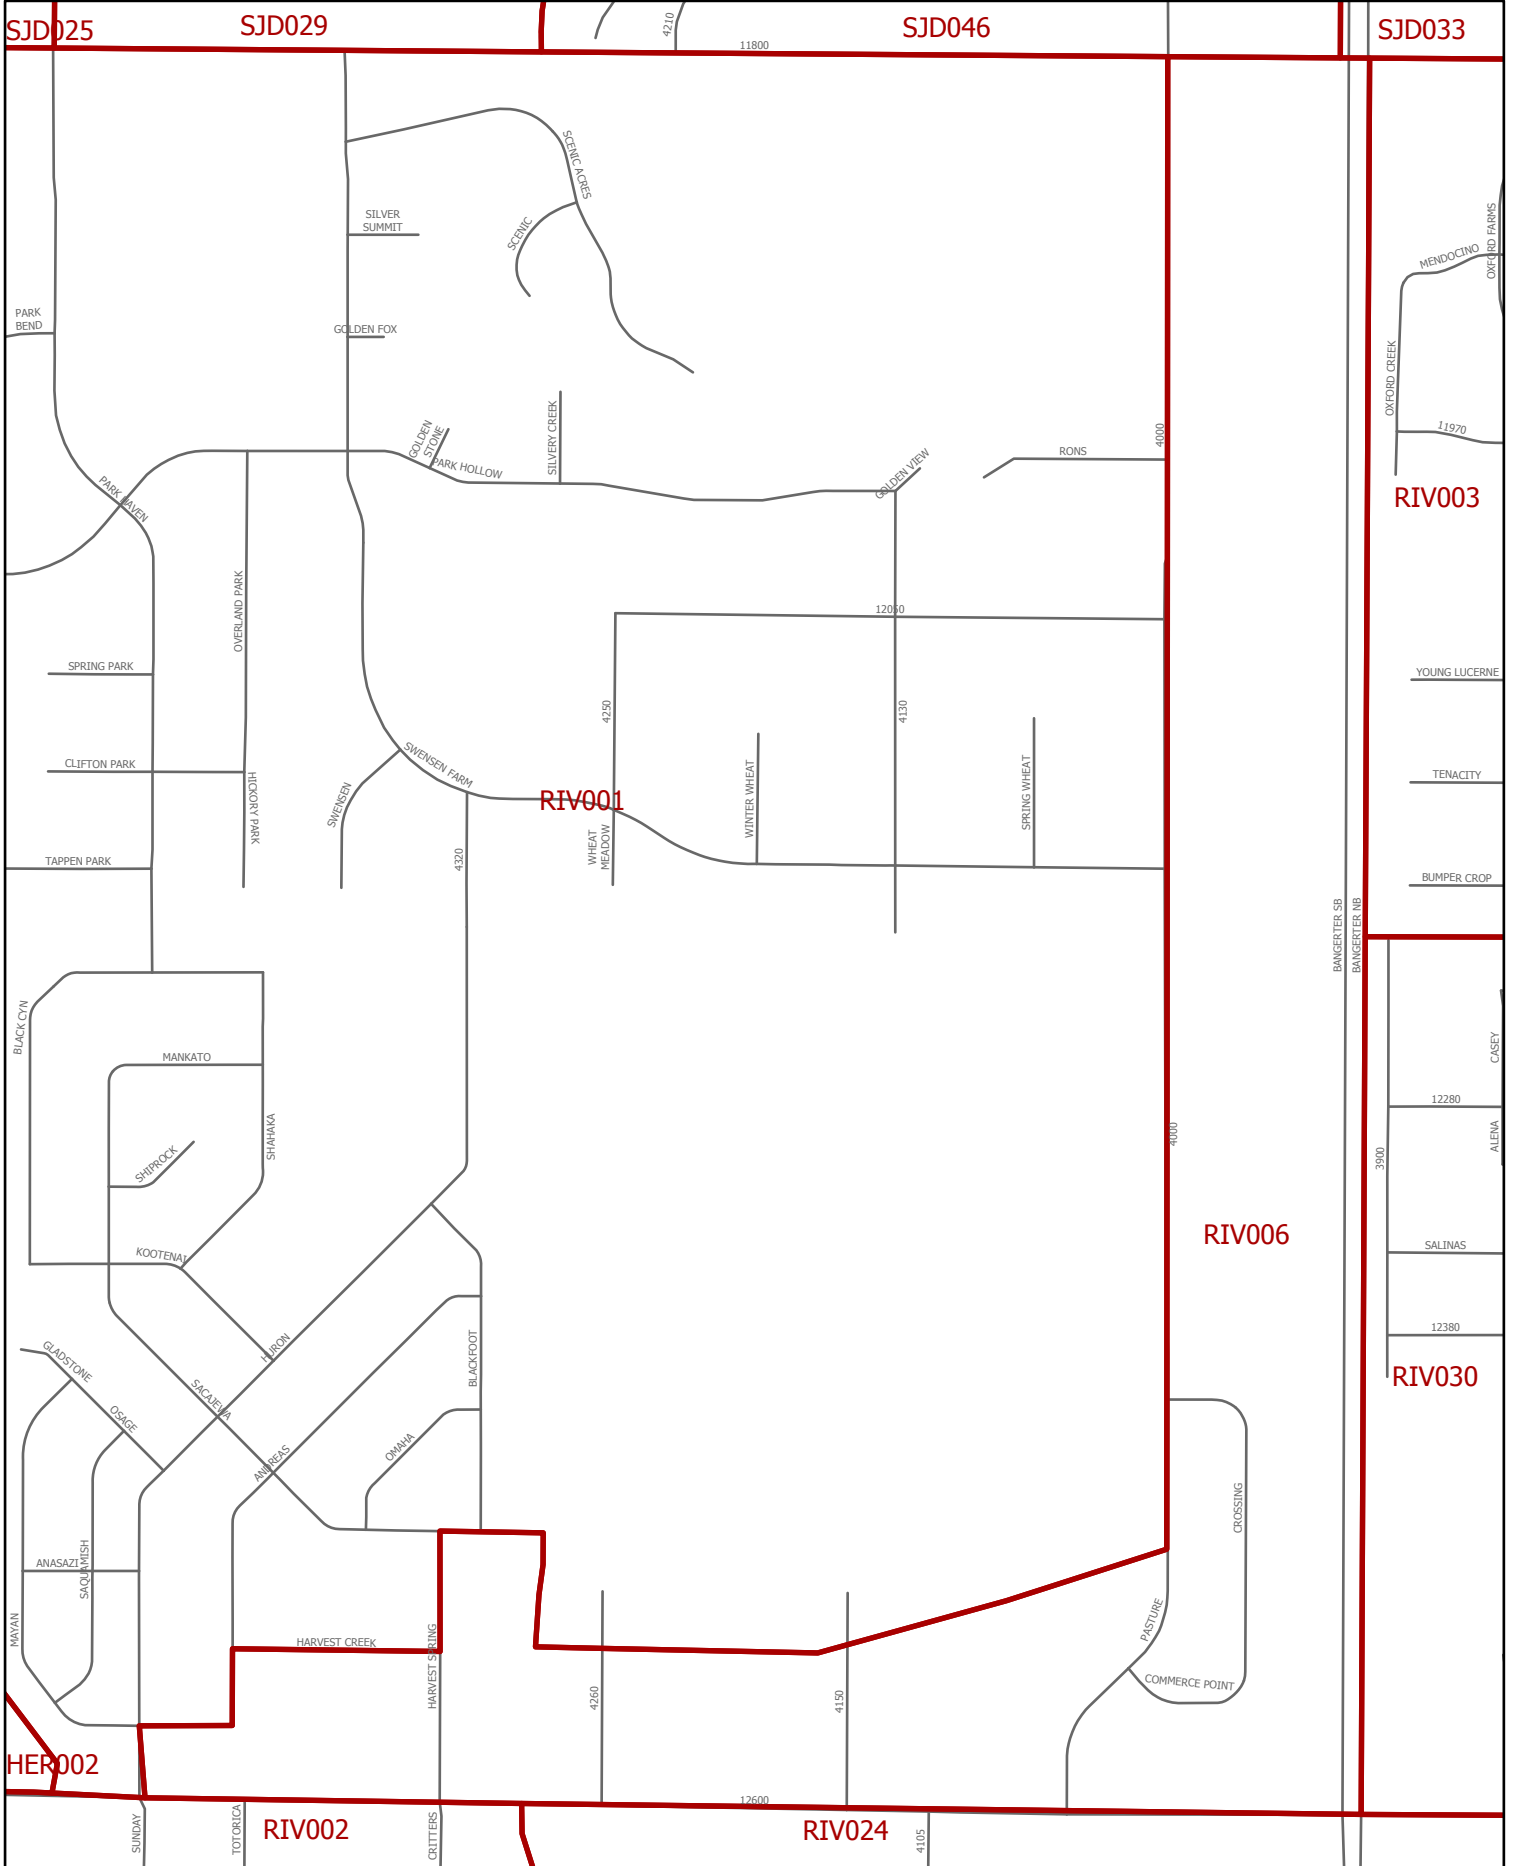 SJD025
SJD029
4210
SJD046
SJD033
11800
SCENIC ACRES
SILVER
SUMMIT
SCENIC
OXFORD FARMS
MENDOCINO
PARK
BEND
GOLDEN FOX
OXFORD CREEK
GOLDEN
STONE
SILVERY CREEK
11970
4000
RONS
PARK HOLLOW
GOLDEN VIEW
PARK HAVEN
RIV003
OVERLAND PARK
12050
SPRING PARK
YOUNG LUCERNE
4250
4130
CLIFTON PARK
SWENSEN FARM
TENACITY
HICKORY PARK
SWENSEN
RIV001
WINTER WHEAT
SPRING WHEAT
WHEAT
MEADOW
4320
TAPPEN PARK
BUMPER CROP
BANGERTER SB
BANGERTER NB
BLACK CYN
MANKATO
CASEY
12280
SHAHAKA
4000
ALENA
SHIPROCK
3900
RIV006
KOOTENAI
SALINAS
12380
GLADSTONE
HURON
BLACKFOOT
RIV030
SACAJEWA
OSAGE
OMAHA
ANDREAS
CROSSING
ANASAZI
SAQUAMISH
MAYAN
PASTURE
HARVEST CREEK
HARVEST SPRING
4260
4150
COMMERCE POINT
HER002
12600
SUNDAY
TOTORICA
RIV002
CRITTERS
RIV024
4105